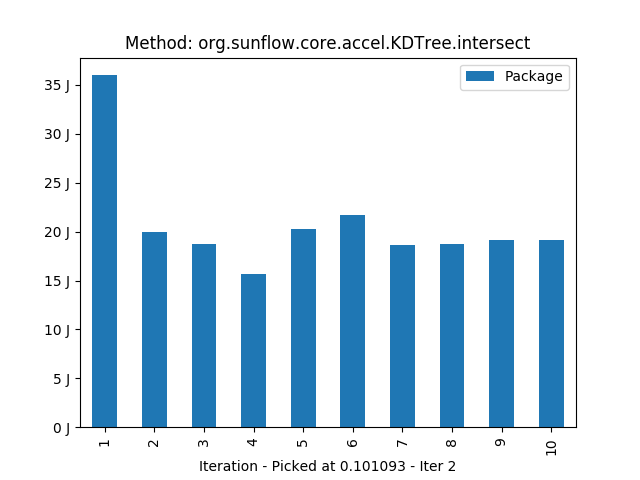 Method: org.sunflow.core.accel.KDTree.intersect
Package
35 J
30 J
25 J
20 J
15 J
10 J
5 J
0 J
1 2 3 4 5 6 7 8 9 10
Iteration - Picked at 0.101093 - Iter 2